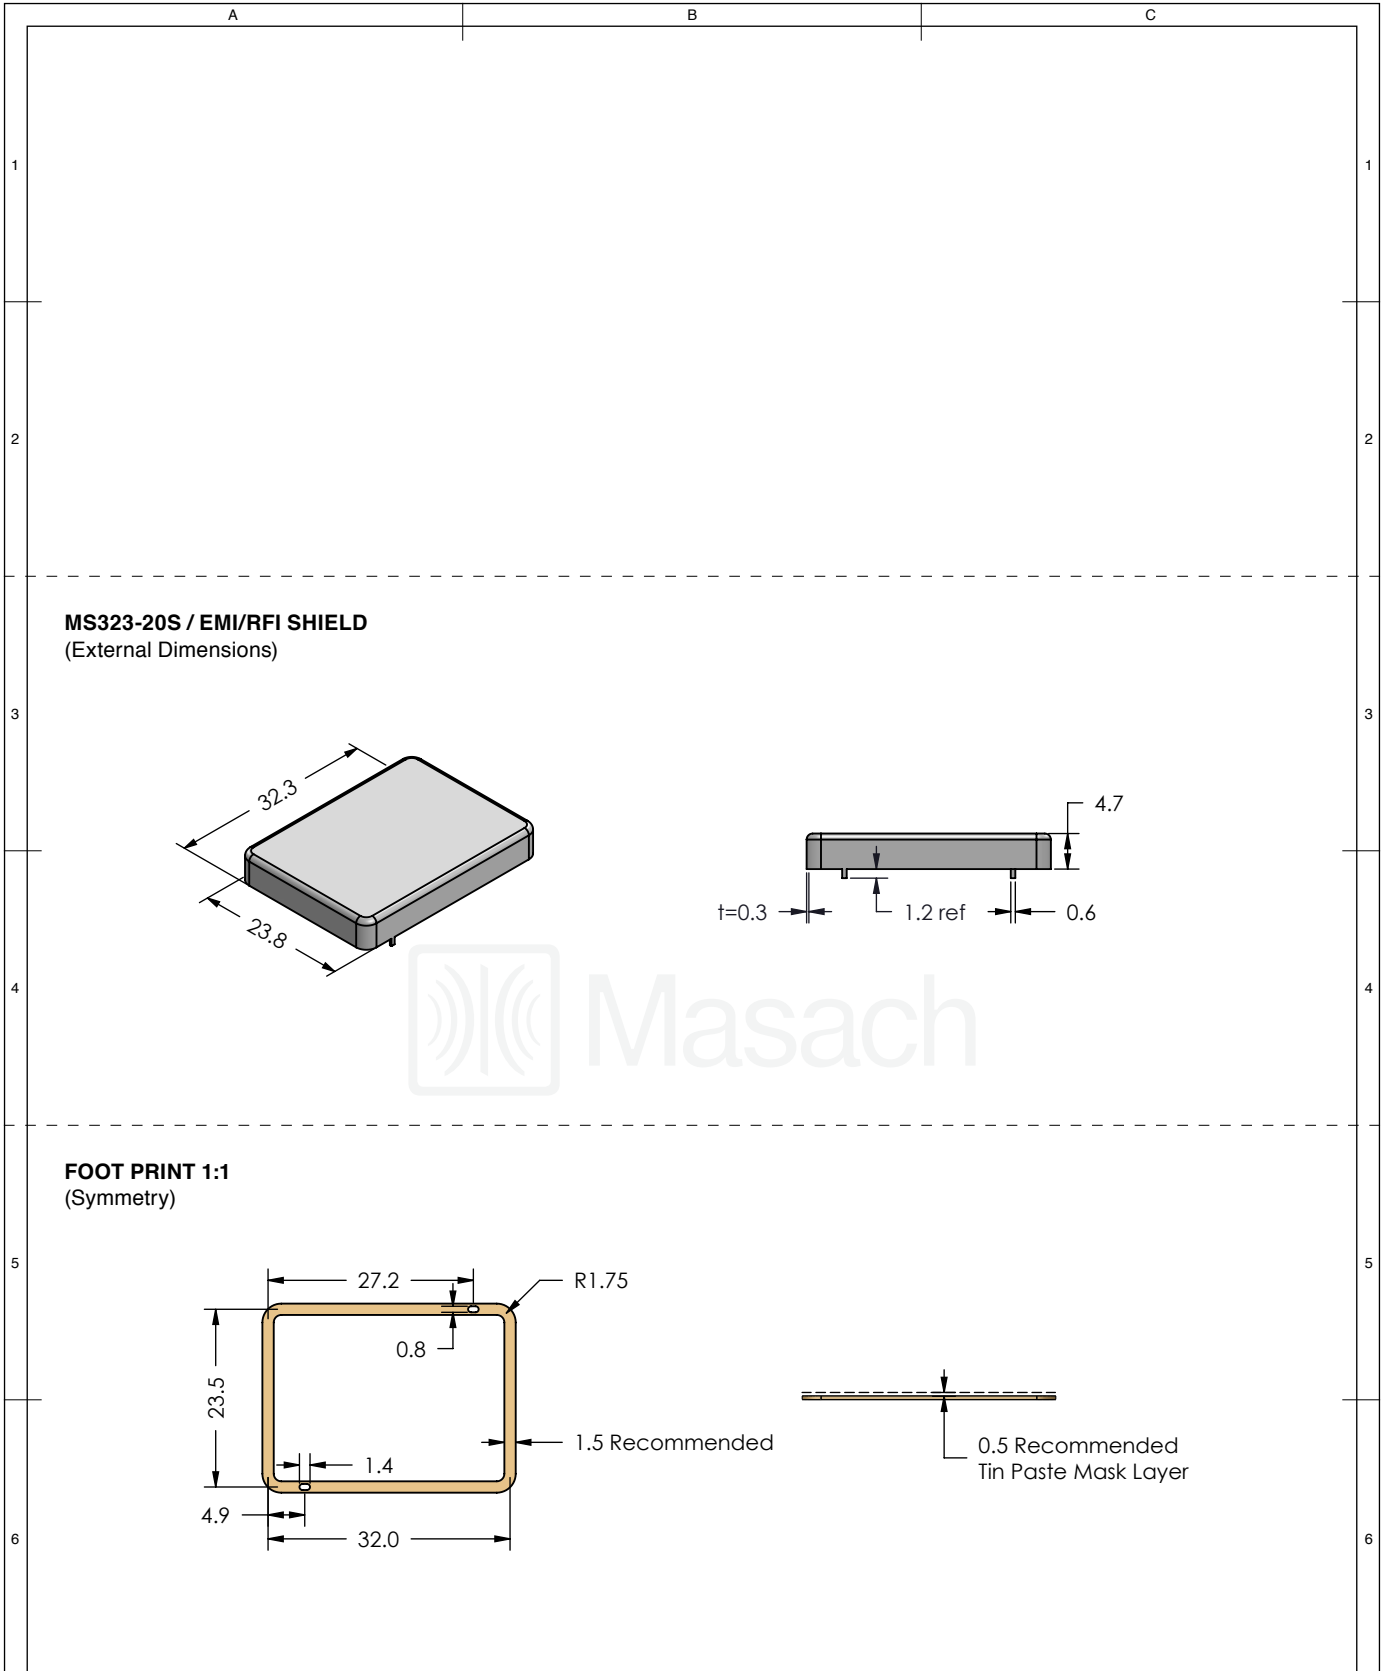 A B C
1 1
2 2
MS323-20S / EMI/RFI SHIELD
(External Dimensions)
3 3
32.3
4.7
t=0.3 1.2 ref 0.6
23.8
4 4
Masach
FOOT PRINT 1:1
(Symmetry)
5 5
27.2 R1.75
0.8
23.5
1.5 Recommended
0.5 Recommended
Tin Paste Mask Layer
1.4
4.9
32.0
6 6